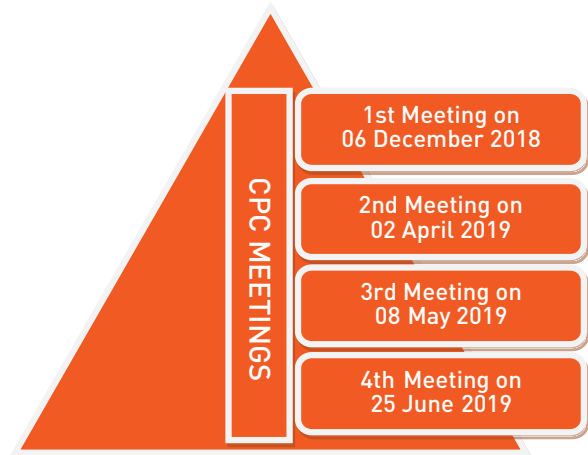 CPC MEETINGS
1st Meeting on
06 December 2018
2nd Meeting on
02 April 2019
3rd Meeting on
08 May 2019
4th Meeting on
25 June 2019